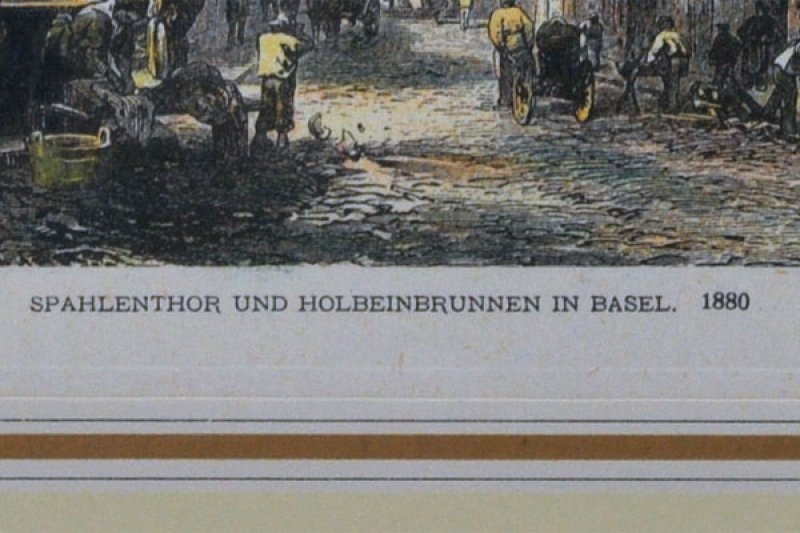 SPAHLENTHOR UND HOLBEINBRUNNEN IN BASEL. 1880